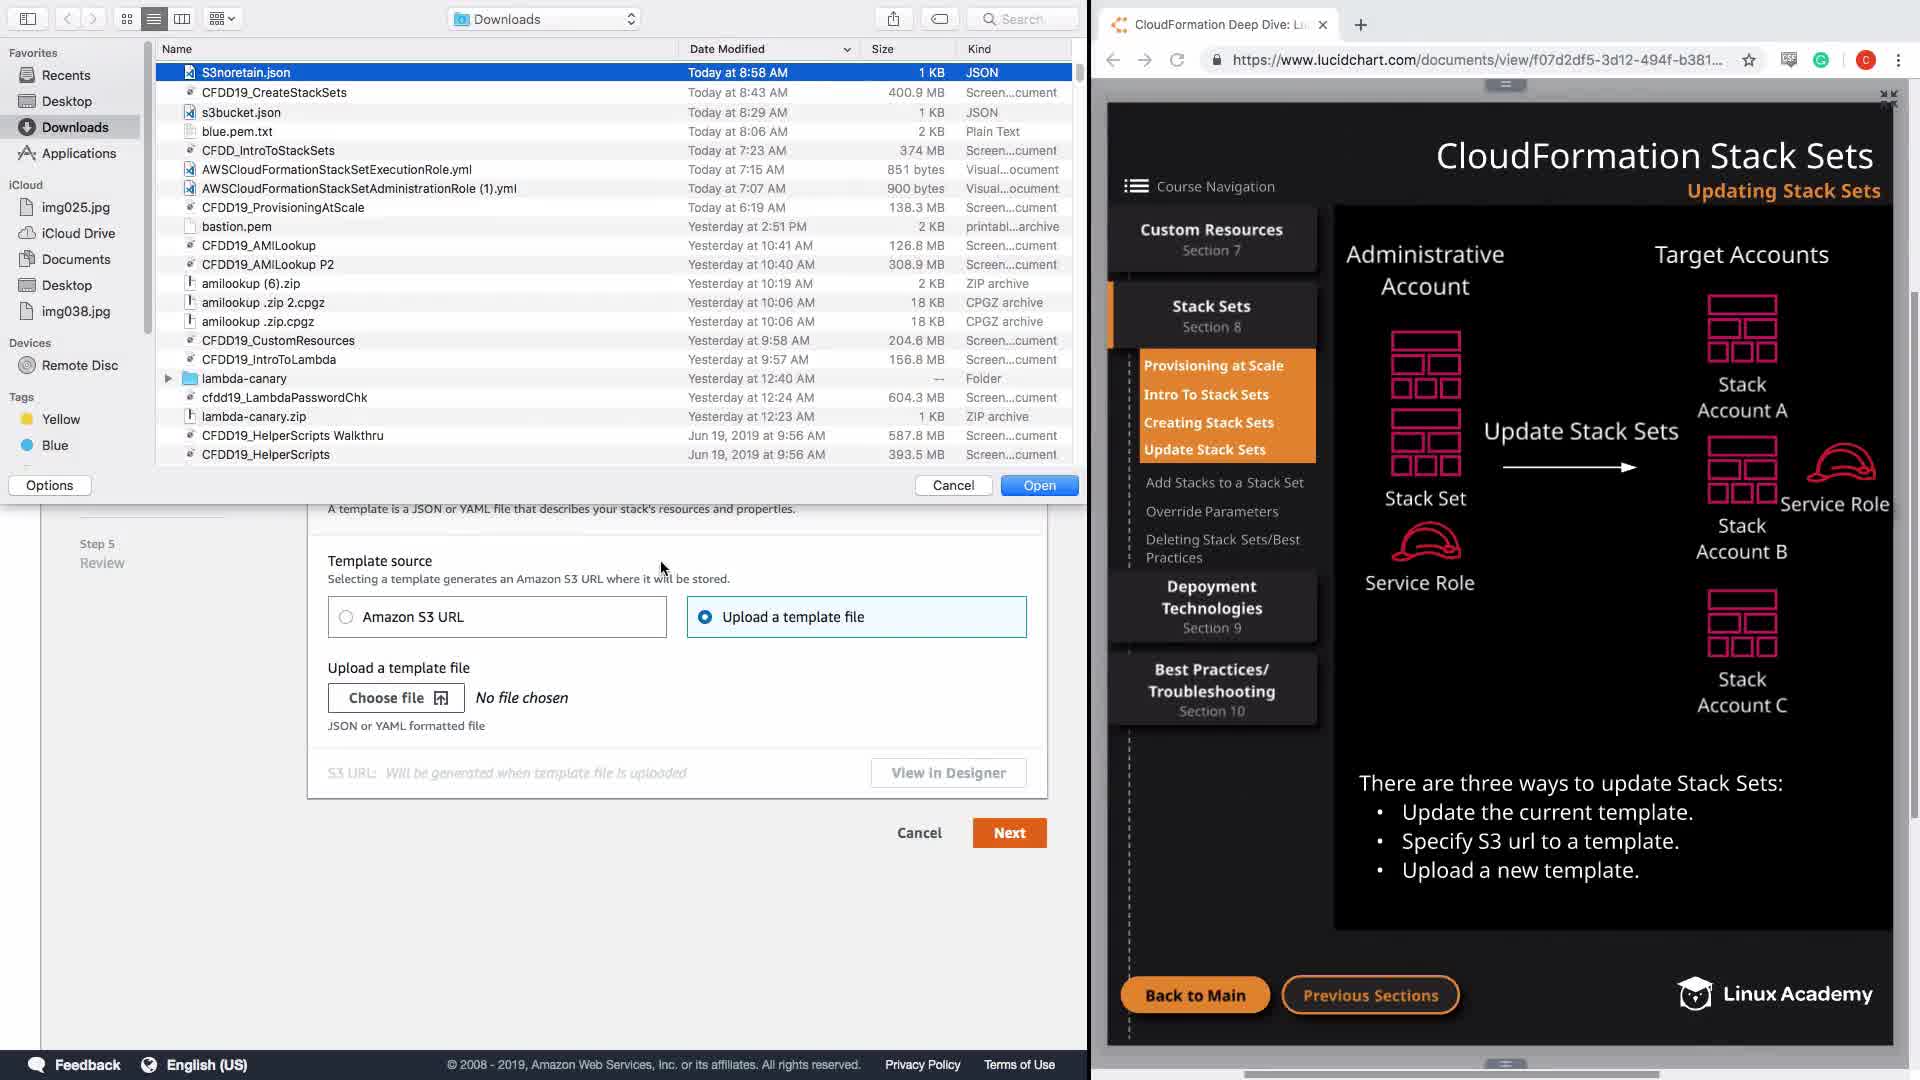 Downloads
Search
Favorites
Recents
Desktop
Downloads
Applications
iCloud
img025.jpg
iCloud Drive
Documents
Desktop
img038.jpg
Devices
Remote Disc
Tags
Yellow
Blue
Name Date Modified Size Kind
S3noretain.json Today at 8:58 AM 1 KB JSON
CFDD19_CreateStackSets Today at 8:43 AM 400.9 MB Screen...cument
s3bucket.json Today at 8:29 AM 1 KB JSON
blue.pem.txt Today at 8:06 AM 2 KB Plain Text
CFDD_IntroToStackSets Today at 7:23 AM 374 MB Screen...cument
AWSCloudFormationStackSetExecutionRole.yml Today at 7:15 AM 851 bytes Visual...ocument
AWSCloudFormationStackSetAdministrationRole (1).yml Today at 7:07 AM 900 bytes Visual...ocument
CFDD19_ProvisioningAtScale Today at 6:19 AM 138.3 MB Screen...cument
bastion.pem Yesterday at 2:51 PM 2 KB printabl...archive
CFDD19_AMILookup Yesterday at 10:41 AM 126.8 MB Screen...cument
CFDD19_AMILookup P2 Yesterday at 10:40 AM 308.9 MB Screen...cument
amilookup (6).zip Yesterday at 10:19 AM 2 KB ZIP archive
amilookup .zip 2.cpgz Yesterday at 10:06 AM 18 KB CPGZ archive
amilookup .zip.cpgz Yesterday at 10:06 AM 18 KB CPGZ archive
CFDD19_CustomResources Yesterday at 9:58 AM 204.6 MB Screen...cument
CFDD19_IntroToLambda Yesterday at 9:57 AM 156.8 MB Screen...cument
lambda-canary Yesterday at 12:40 AM -- Folder
cfdd19_LambdaPasswordChk Yesterday at 12:24 AM 604.3 MB Screen...cument
lambda-canary.zip Yesterday at 12:23 AM 1 KB ZIP archive
CFDD19_HelperScripts Walkthru Jun 19, 2019 at 9:56 AM 587.8 MB Screen...cument
CFDD19_HelperScripts Jun 19, 2019 at 9:56 AM 393.5 MB Screen...cument
Options Cancel Open
A template is a JSON or YAML file that describes your stack's resources and properties.
Step 5
Review
Template source
Selecting a template generates an Amazon S3 URL where it will be stored.
Amazon S3 URL
Upload a template file
Upload a template file
Choose file No file chosen
JSON or YAML formatted file
S3 URL: Will be generated when template file is uploaded
View in Designer
Cancel Next
Feedback English (US) © 2008 - 2019, Amazon Web Services, Inc. or its affiliates. All rights reserved. Privacy Policy Terms of Use
CloudFormation Deep Dive: Lu
https://www.lucidchart.com/documents/view/f07d2df5-3d12-494f-b381...
C
CloudFormation Stack Sets
Updating Stack Sets
Course Navigation
Custom Resources
Section 7
Stack Sets
Section 8
Provisioning at Scale
Intro To Stack Sets
Creating Stack Sets
Update Stack Sets
Add Stacks to a Stack Set
Override Parameters
Deleting Stack Sets/Best
Practices
Depoyment
Technologies
Section 9
Best Practices/
Troubleshooting
Section 10
Administrative
Account
Stack Set
Service Role
Update Stack Sets
Target Accounts
Stack
Account A
Stack
Account B
Service Role
Stack
Account C
There are three ways to update Stack Sets:
• Update the current template.
• Specify S3 url to a template.
• Upload a new template.
Back to Main
Previous Sections
Linux Academy